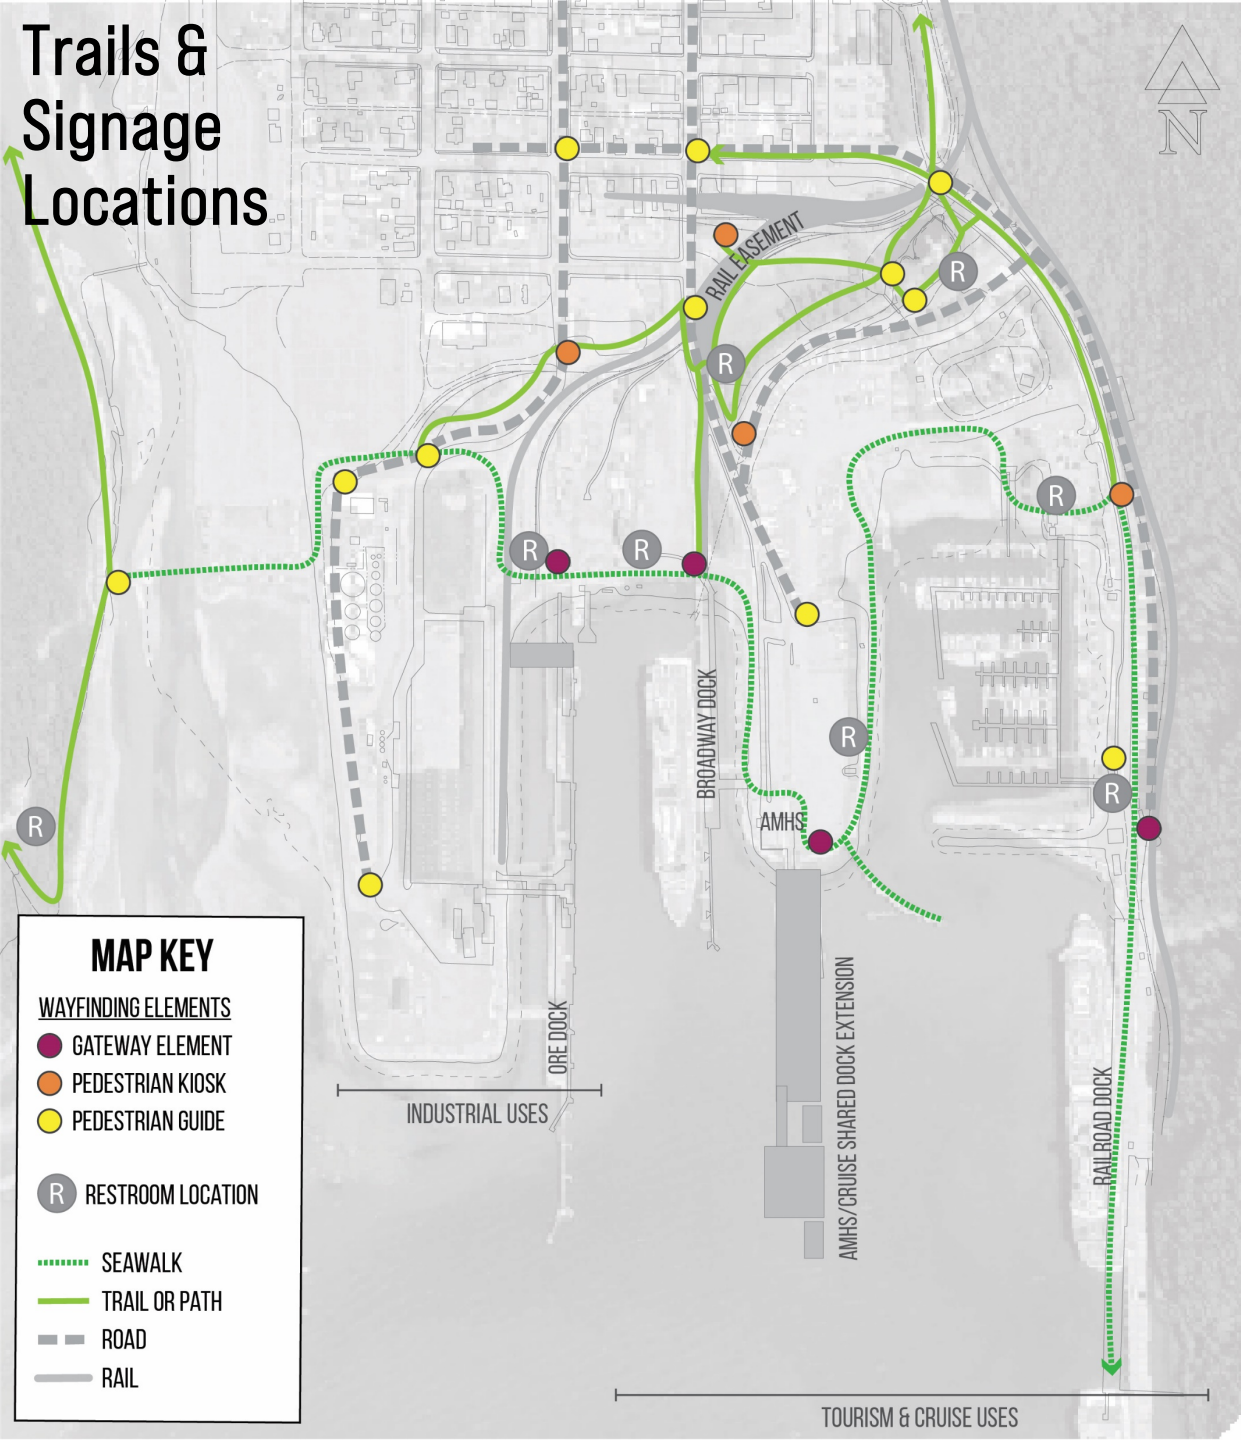 Trails &
Signage
Locations
N
RAIL EASEMENT
R
R
R
R
R
R
R
R
BROADWAY DOCK
AMHS
ORE DOCK
AMHS/CRUISE SHARED DOCK EXTENSION
RAILROAD DOCK
INDUSTRIAL USES
TOURISM & CRUISE USES
MAP KEY
WAYFINDING ELEMENTS
GATEWAY ELEMENT
PEDESTRIAN KIOSK
PEDESTRIAN GUIDE
R RESTROOM LOCATION
SEAWALK
TRAIL OR PATH
ROAD
RAIL